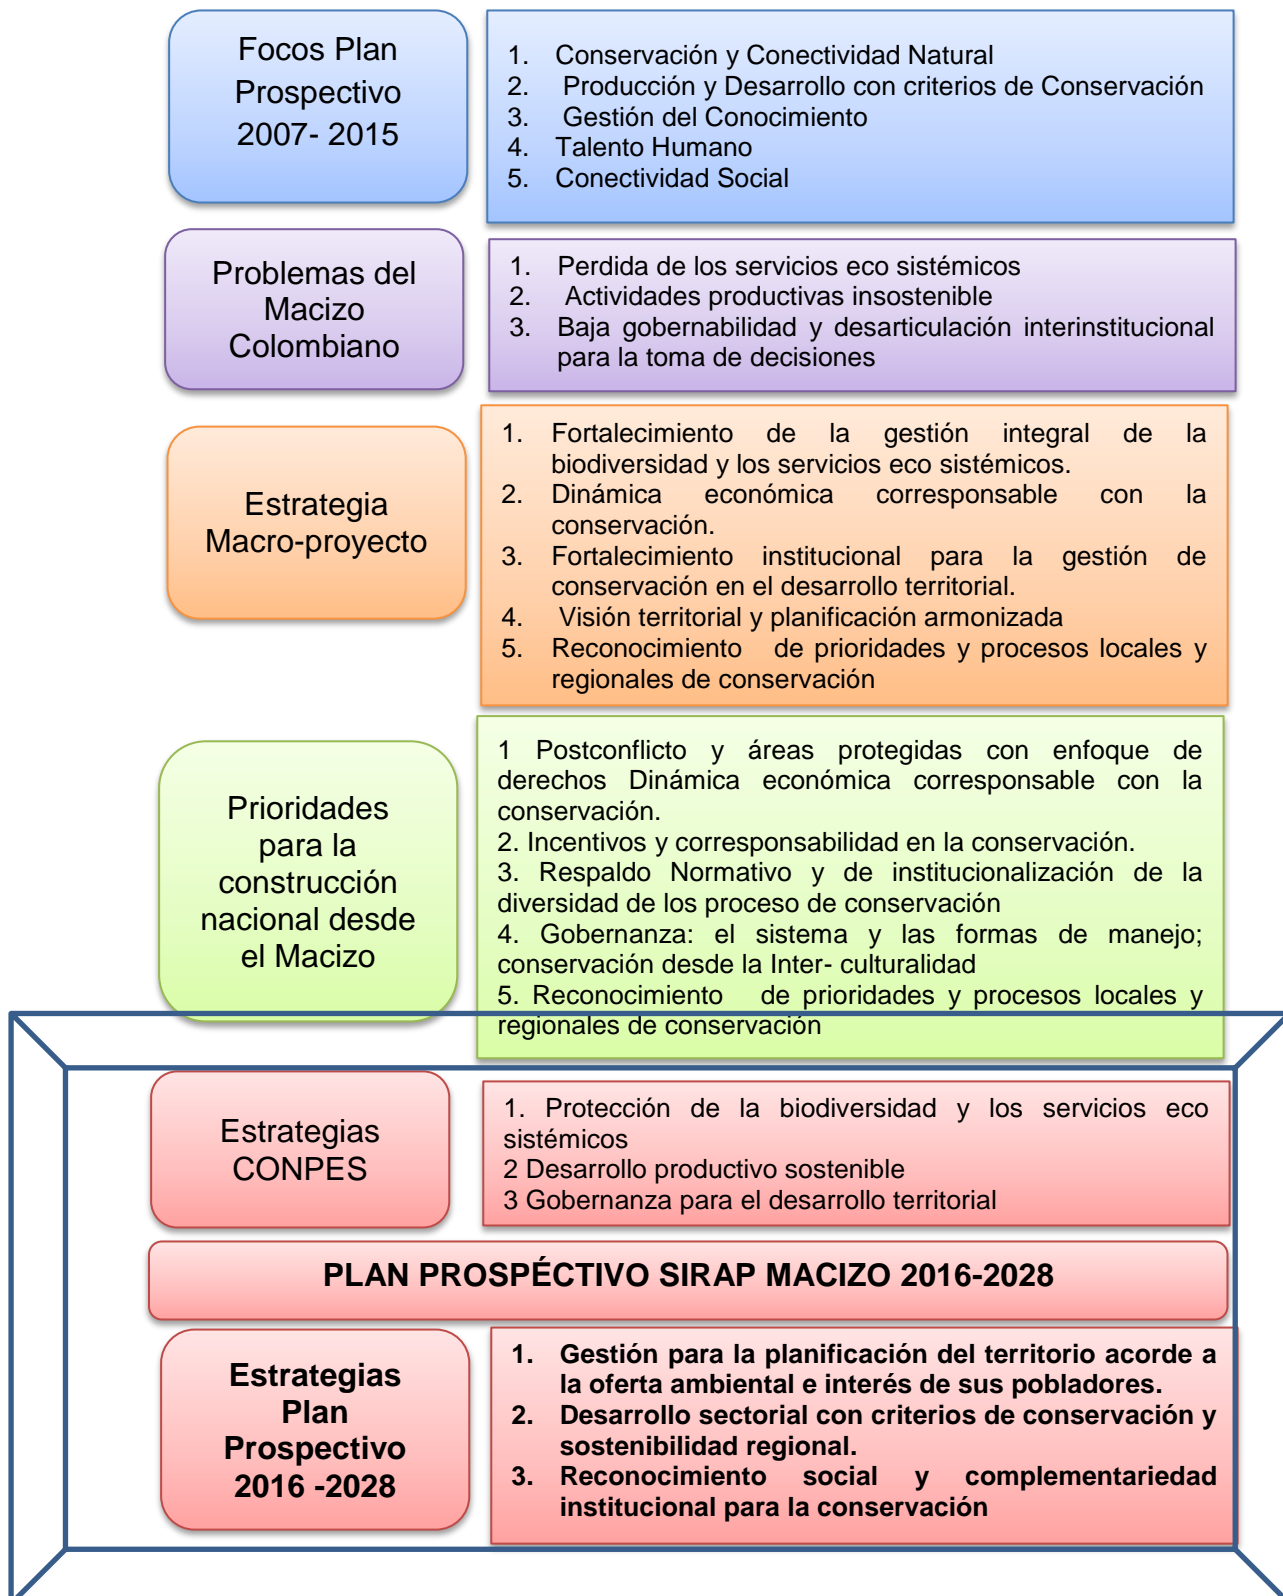 Focos Plan
Prospectivo
2007- 2015
1. Conservación y Conectividad Natural
2. Producción y Desarrollo con criterios de Conservación
3. Gestión del Conocimiento
4. Talento Humano
5. Conectividad Social
Problemas del
Macizo
Colombiano
1. Perdida de los servicios eco sistémicos
2. Actividades productivas insostenible
3. Baja gobernabilidad y desarticulación interinstitucional
para la toma de decisiones
Estrategia
Macro-proyecto
1. Fortalecimiento de la gestión integral de la
biodiversidad y los servicios eco sistémicos.
2. Dinámica económica corresponsable con la
conservación.
3. Fortalecimiento institucional para la gestión de
conservación en el desarrollo territorial.
4. Visión territorial y planificación armonizada
5. Reconocimiento de prioridades y procesos locales y
regionales de conservación
Prioridades
para la
construcción
nacional desde
el Macizo
1 Postconflicto y áreas protegidas con enfoque de
derechos Dinámica económica corresponsable con la
conservación.
2. Incentivos y corresponsabilidad en la conservación.
3. Respaldo Normativo y de institucionalización de la
diversidad de los proceso de conservación
4. Gobernanza: el sistema y las formas de manejo;
conservación desde la Inter- culturalidad
5. Reconocimiento de prioridades y procesos locales y
regionales de conservación
Estrategias
CONPES
1. Protección de la biodiversidad y los servicios eco
sistémicos
2 Desarrollo productivo sostenible
3 Gobernanza para el desarrollo territorial
PLAN PROSPÉCTIVO SIRAP MACIZO 2016-2028
Estrategias
Plan
Prospectivo
2016 -2028
1. Gestión para la planificación del territorio acorde a
la oferta ambiental e interés de sus pobladores.
2. Desarrollo sectorial con criterios de conservación y
sostenibilidad regional.
3. Reconocimiento social y complementariedad
institucional para la conservación